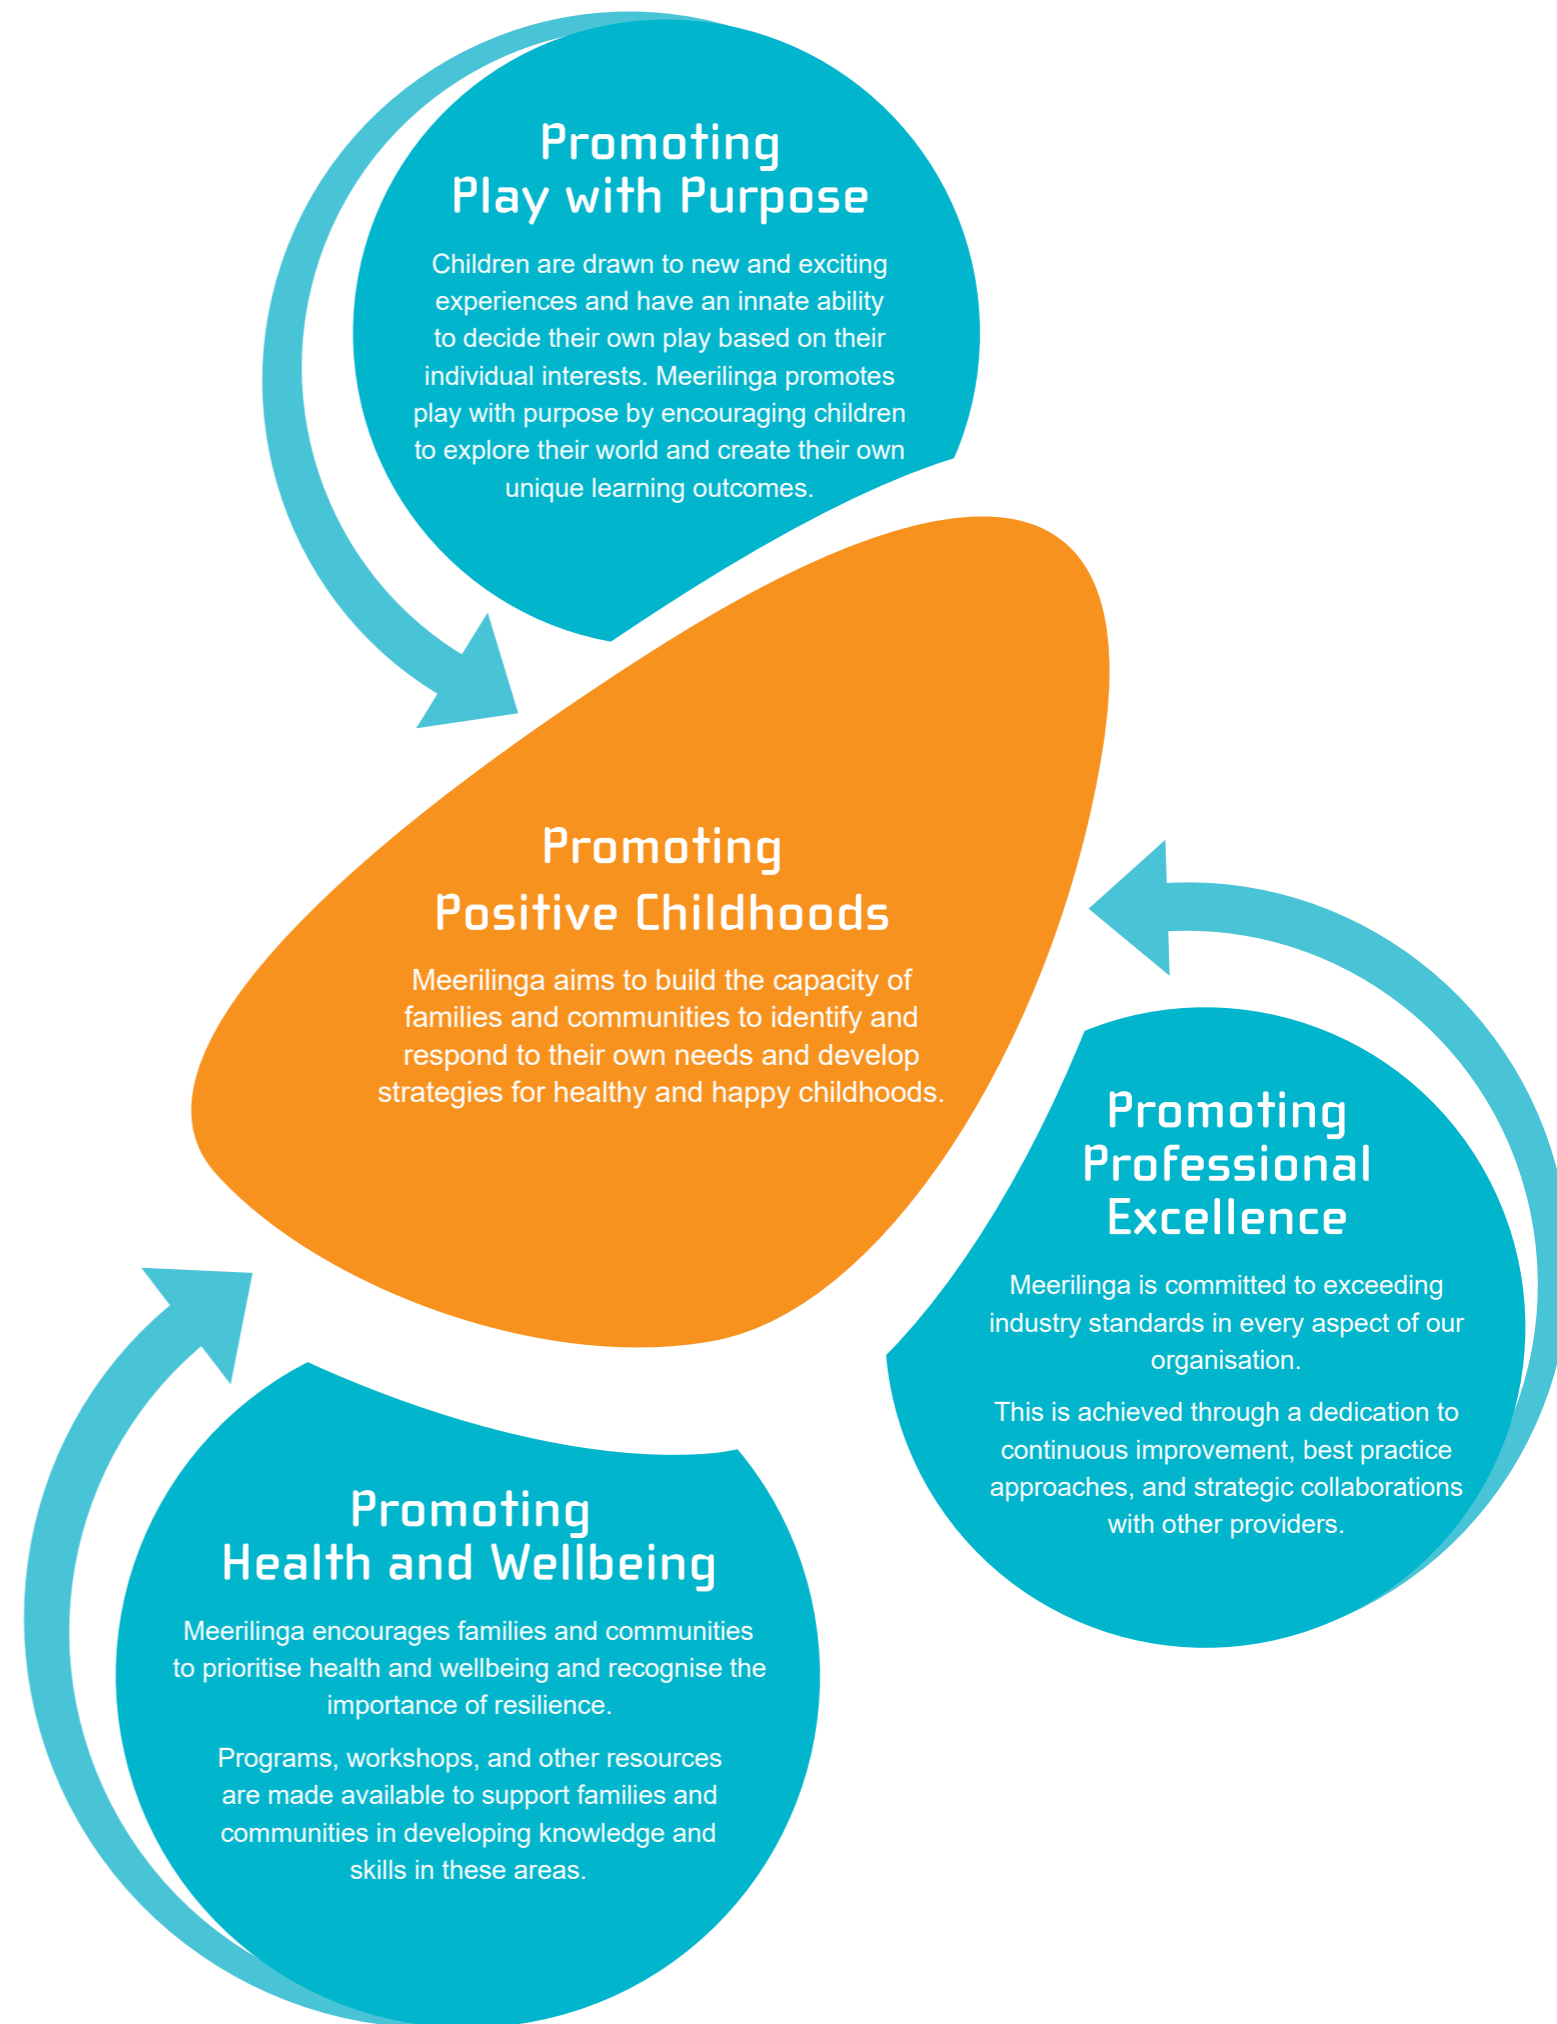 Promoting
Play with Purpose
Children are drawn to new and exciting
experiences and have an innate ability
to decide their own play based on their
individual interests. Meerilinga promotes
play with purpose by encouraging children
to explore their world and create their own
unique learning outcomes.
Promoting
Positive Childhoods
Meerilinga aims to build the capacity of
families and communities to identify and
respond to their own needs and develop
strategies for healthy and happy childhoods.
Promoting
Professional
Excellence
Meerilinga is committed to exceeding
industry standards in every aspect of our
organisation.
This is achieved through a dedication to
continuous improvement, best practice
approaches, and strategic collaborations
with other providers.
Promoting
Health and Wellbeing
Meerilinga encourages families and communities
to prioritise health and wellbeing and recognise the
importance of resilience.
Programs, workshops, and other resources
are made available to support families and
communities in developing knowledge and
skills in these areas.